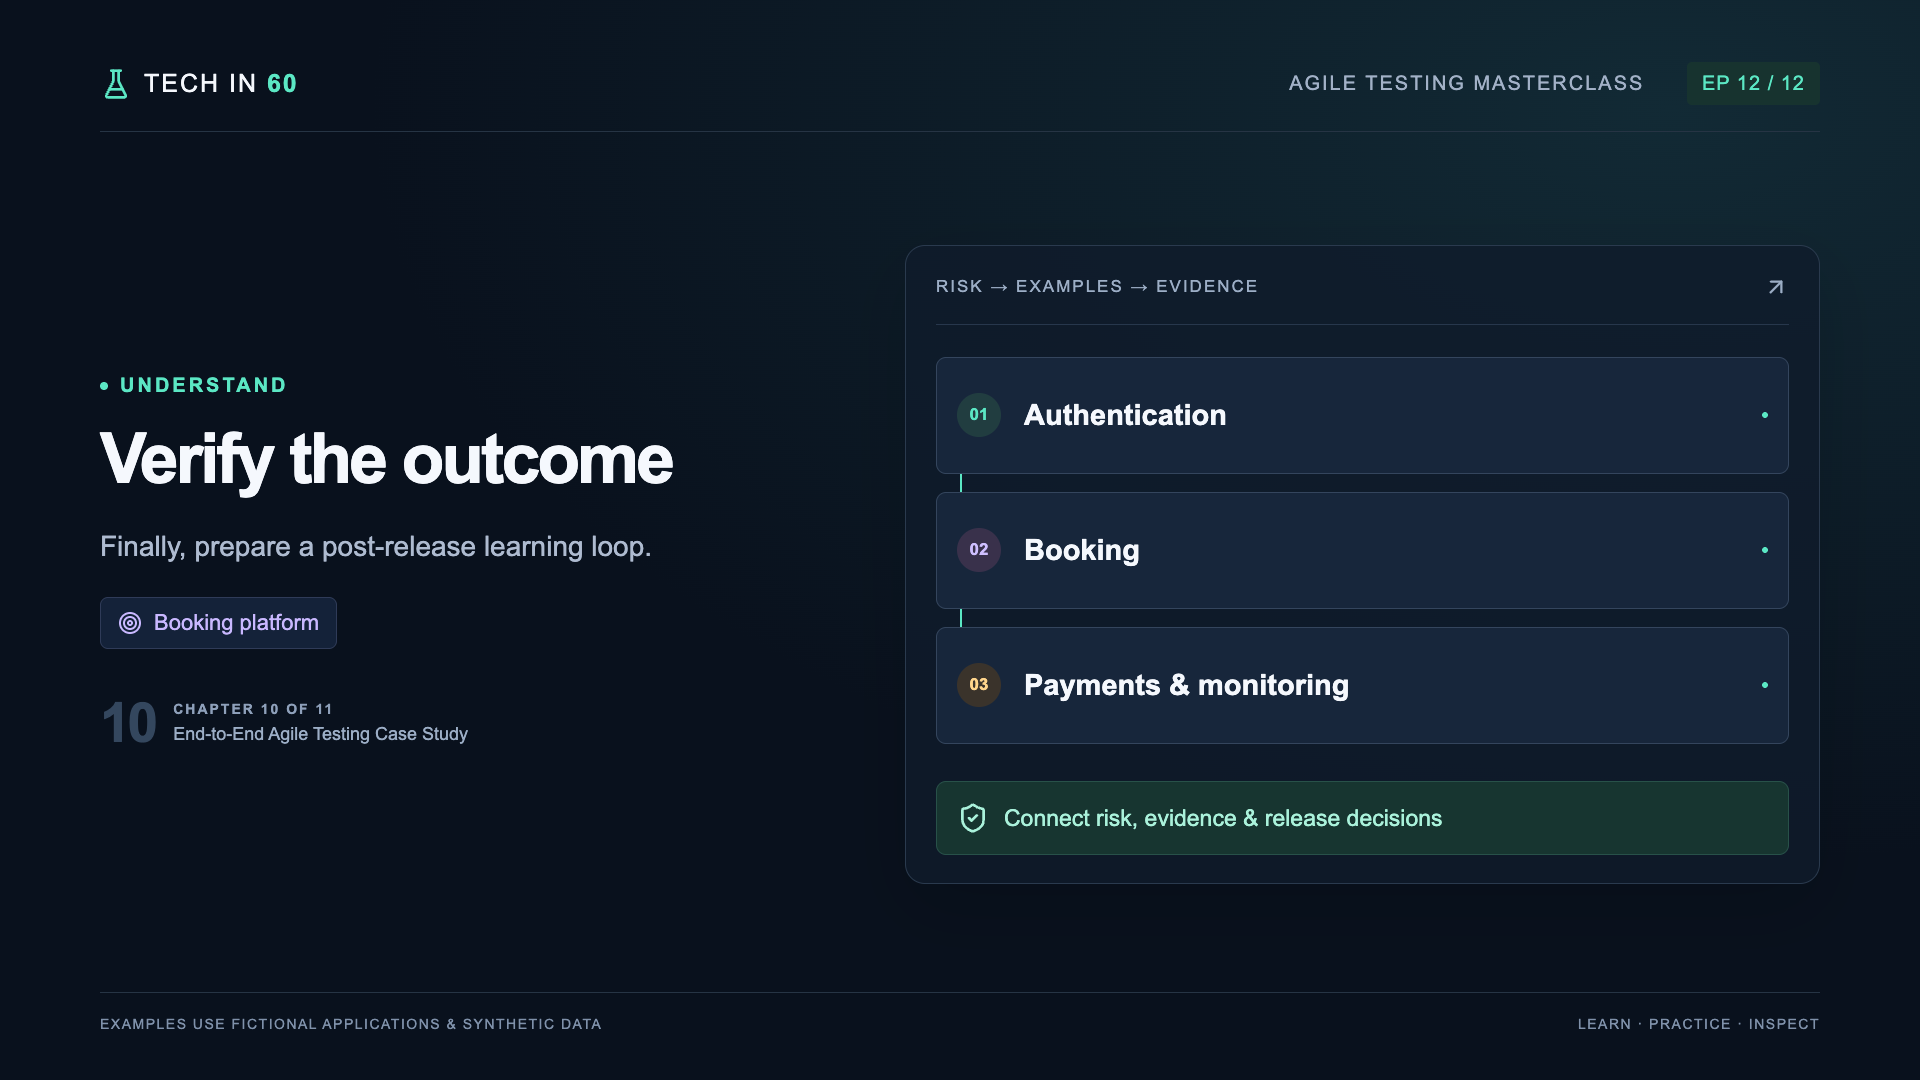 TECH IN 60
AGILE TESTING MASTERCLASS
EP 12 / 12
• UNDERSTAND
Verify the outcome
Finally, prepare a post-release learning loop.
Booking platform
10
CHAPTER 10 OF 11
End-to-End Agile Testing Case Study
RISK → EXAMPLES → EVIDENCE
01 Authentication
02 Booking
03 Payments & monitoring
Connect risk, evidence & release decisions
EXAMPLES USE FICTIONAL APPLICATIONS & SYNTHETIC DATA
LEARN · PRACTICE · INSPECT